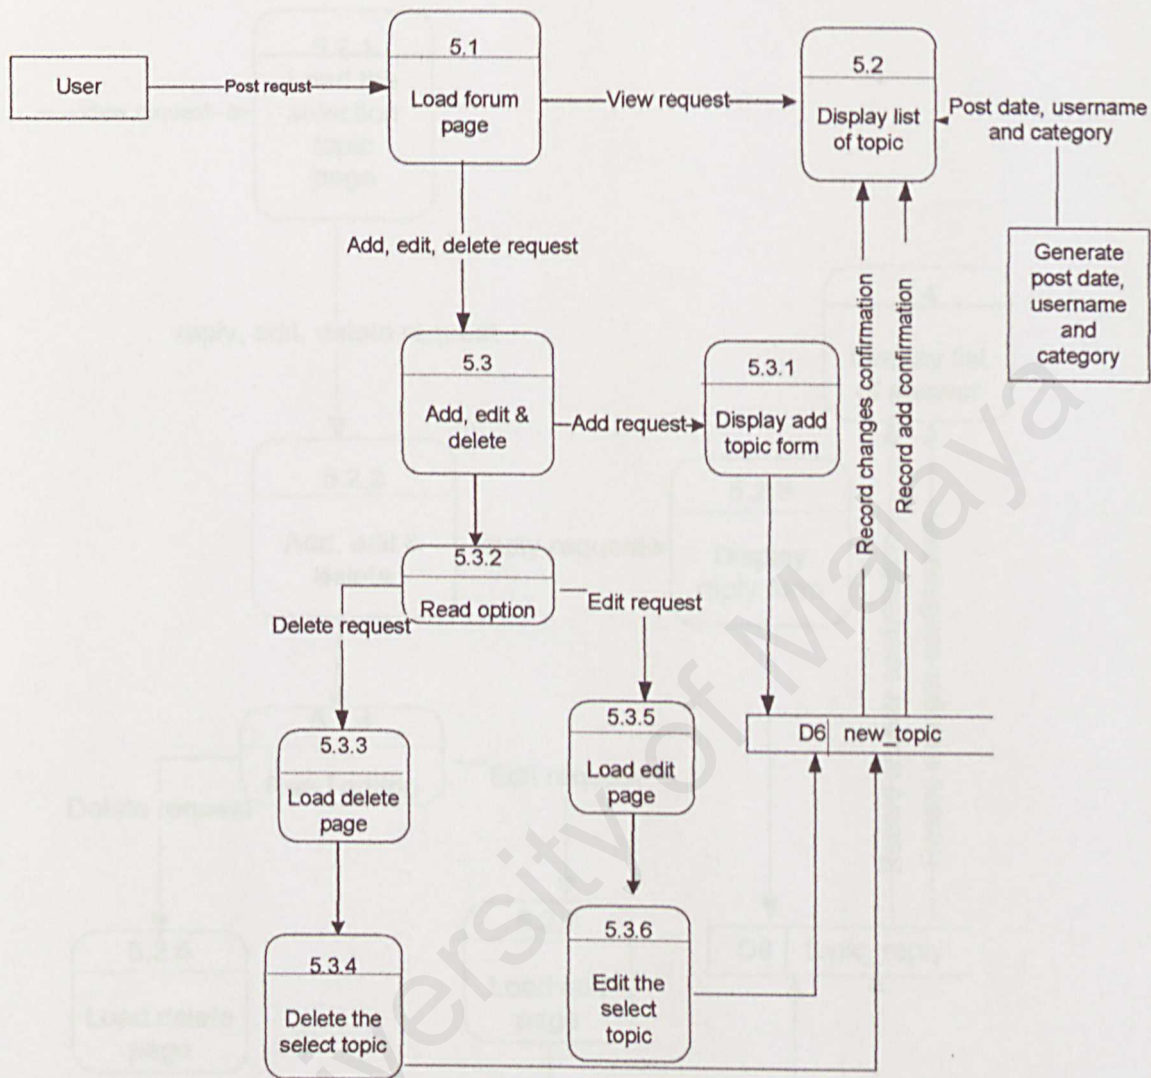 User
Post requst
5.1
Load forum
page
View request
5.2
Display list
of topic
Post date, username
and category
Generate
post date,
username
and
category
Add, edit, delete request
Record changes confirmation
Record add confirmation
5.3
Add, edit &
delete
Add request
5.3.1
Display add
topic form
5.3.2
Read option
Delete request
Edit request
5.3.3
Load delete
page
5.3.5
Load edit
page
D6 new_topic
5.3.4
Delete the
select topic
5.3.6
Edit the
select
topic
University of Malaya